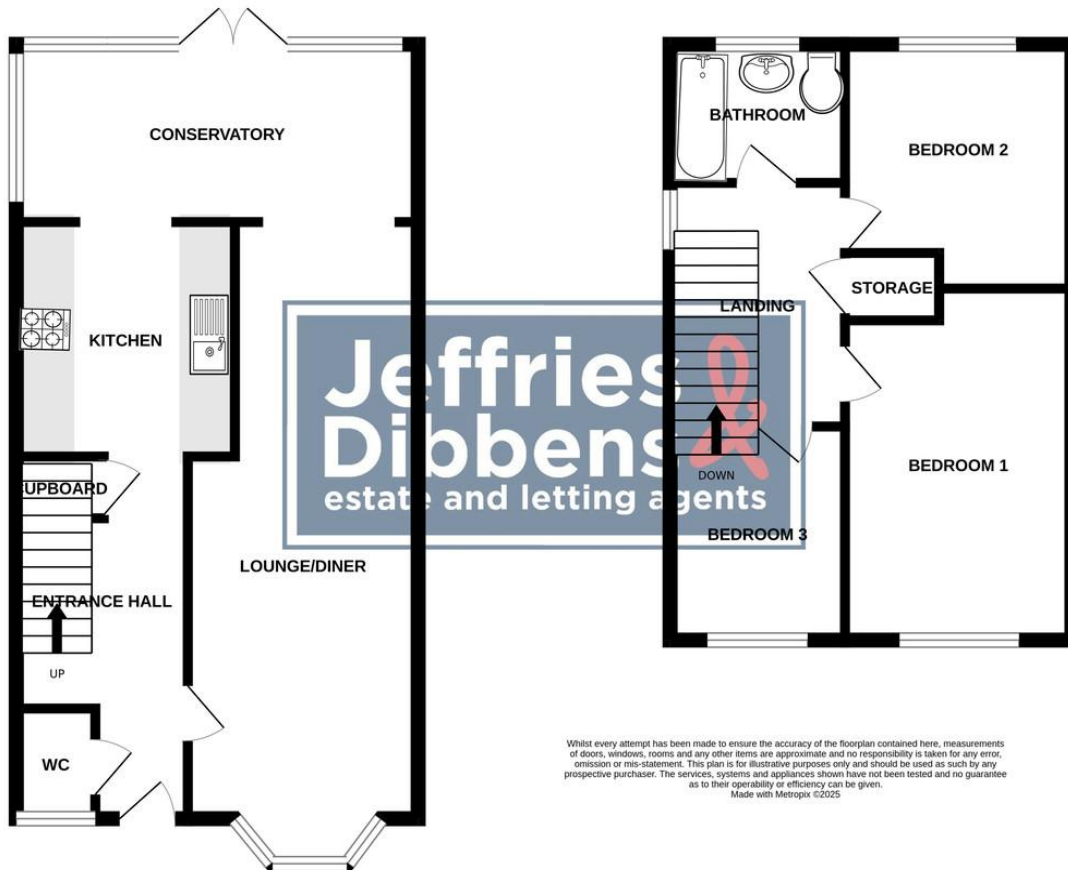 CONSERVATORY
KITCHEN
CUPBOARD
ENTRANCE HALL
UP
WC
LOUNGE/DINER
BATHROOM
BEDROOM 2
STORAGE
LANDING
BEDROOM 1
DOWN
BEDROOM 3
Jeffries &
Dibbens
estate and letting agents
Whilst every attempt has been made to ensure the accuracy of the floorplan contained here, measurements
of doors, windows, rooms and any other items are approximate and no responsibility is taken for any error,
omission or mis-statement. This plan is for illustrative purposes only and should be used as such by any
prospective purchaser. The services, systems and appliances shown have not been tested and no guarantee
as to their operability or efficiency can be given.
Made with Metropix ©2025